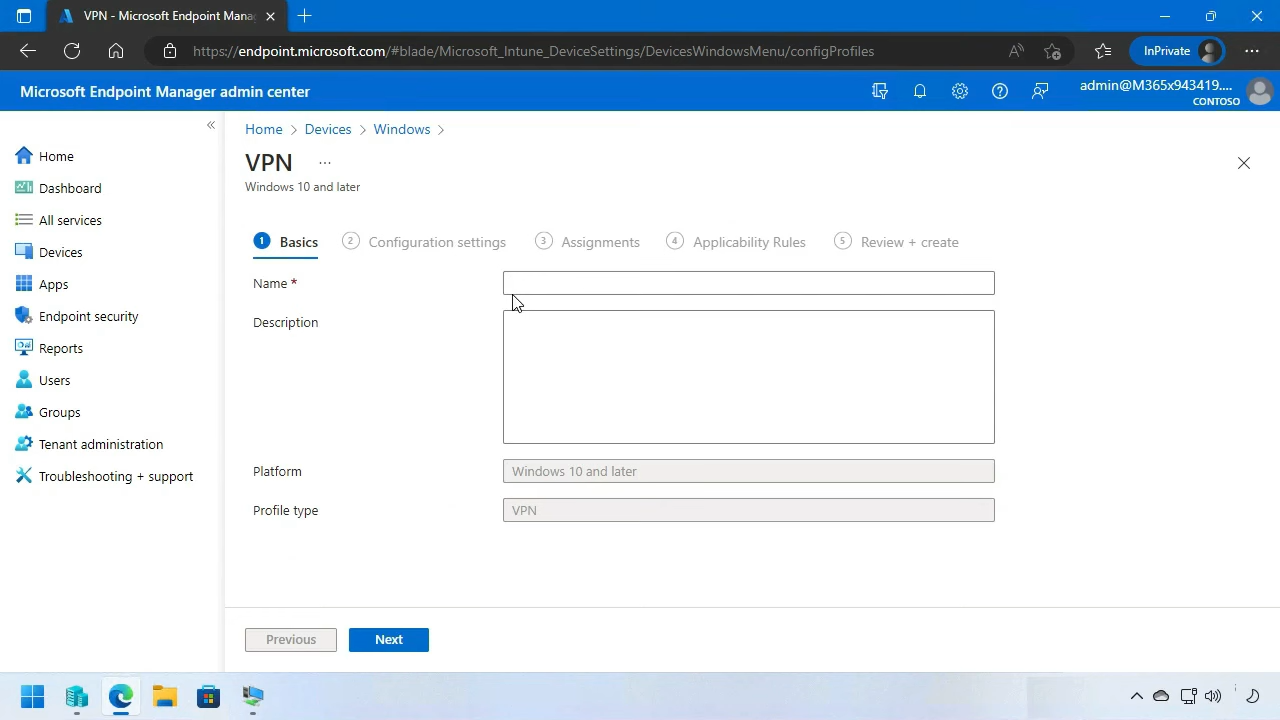 VPN - Microsoft Endpoint Mana
https://endpoint.microsoft.com/#blade/Microsoft_Intune_DeviceSettings/DevicesWindowsMenu/configProfiles
InPrivate
Microsoft Endpoint Manager admin center
admin@M365x943419....
CONTOSO
Home
Dashboard
All services
Devices
Apps
Endpoint security
Reports
Users
Groups
Tenant administration
Troubleshooting + support
Home > Devices > Windows >
VPN ...
Windows 10 and later
1 Basics 2 Configuration settings 3 Assignments 4 Applicability Rules 5 Review + create
Name *
Description
Platform Windows 10 and later
Profile type VPN
Previous Next